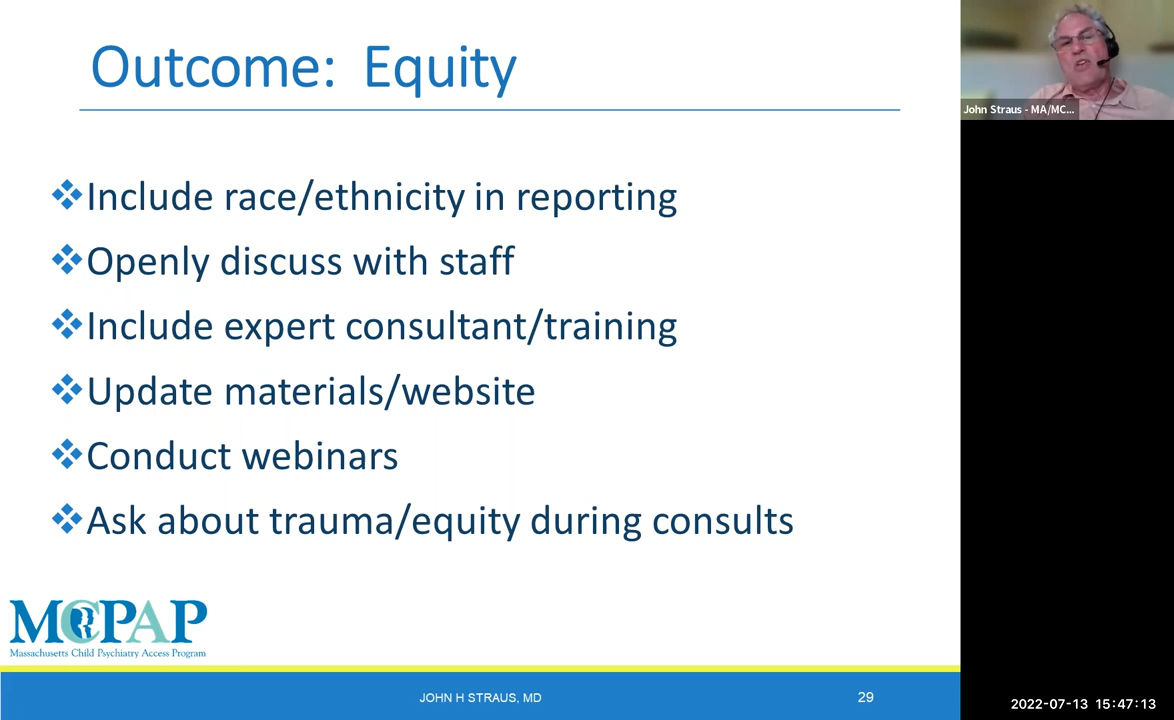 Outcome: Equity
Include race/ethnicity in reporting
Openly discuss with staff
Include expert consultant/training
Update materials/website
Conduct webinars
Ask about trauma/equity during consults
MCPAP
Massachusetts Child Psychiatry Access Program
JOHN H STRAUS, MD
29
John Straus - MA/MC...
2022-07-13 15:47:13